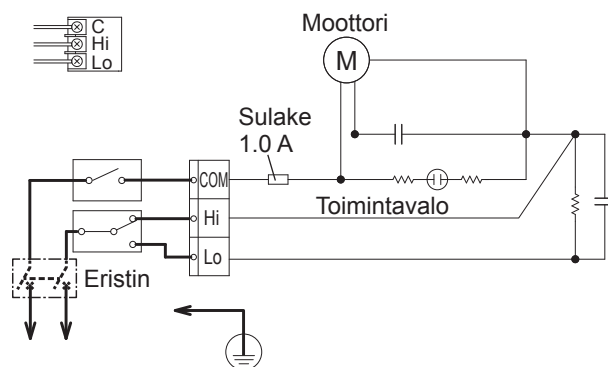 C
Hi
Lo
Moottori
M
Sulake
1.0 A
COM
Toimintavalo
Hi
Lo
Eristin